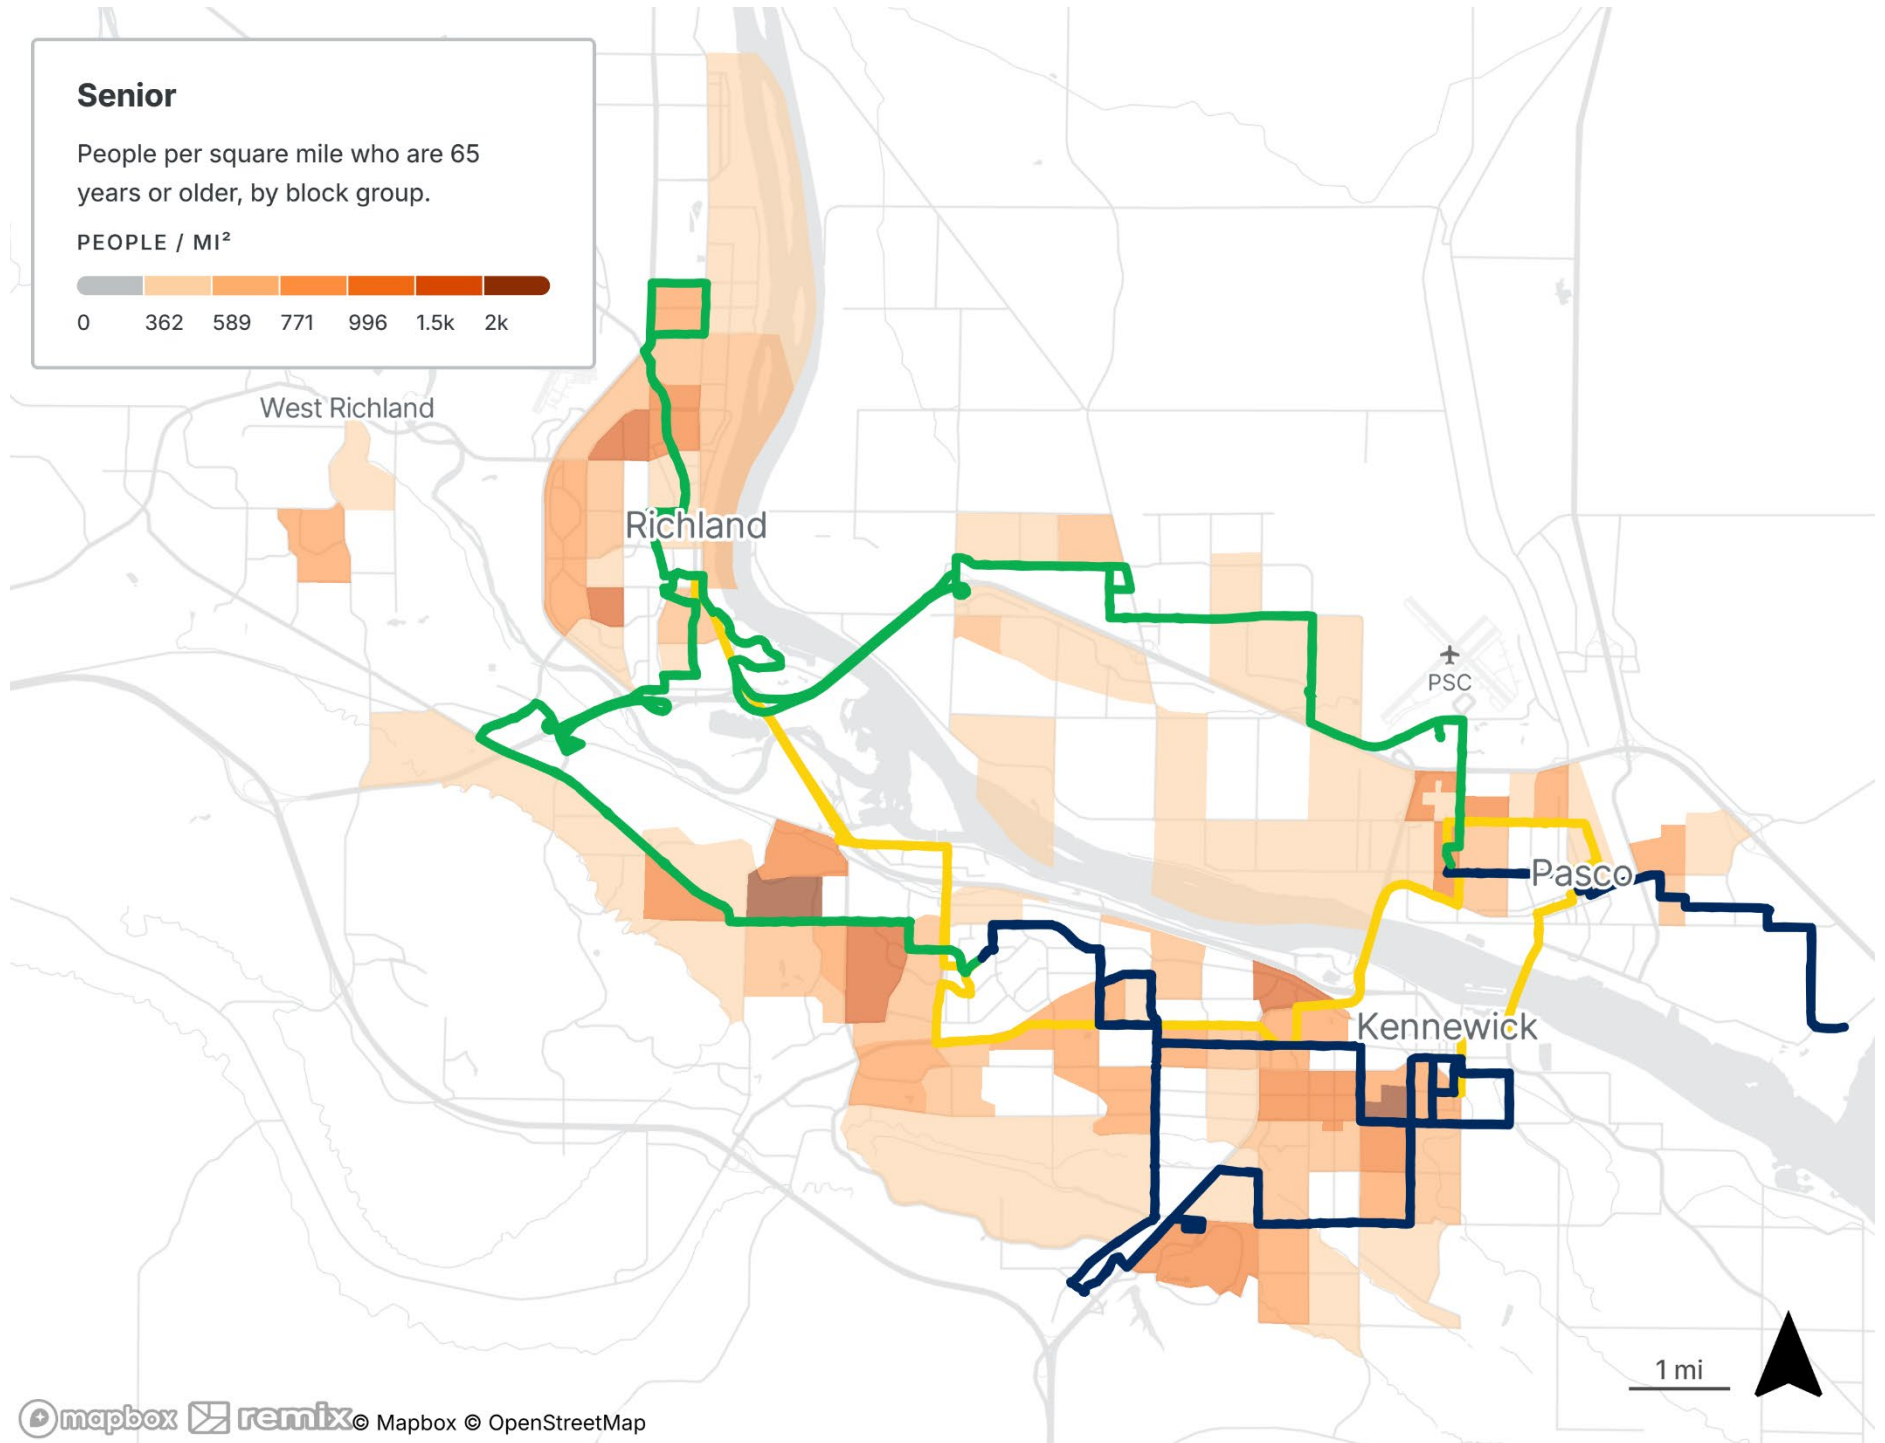 Senior
People per square mile who are 65
years or older, by block group.
PEOPLE / MI²
0 362 589 771 996 1.5k 2k
West Richland
Richland
PSC
Pasco
Kennewick
1 mi
mapbox remix © Mapbox © OpenStreetMap